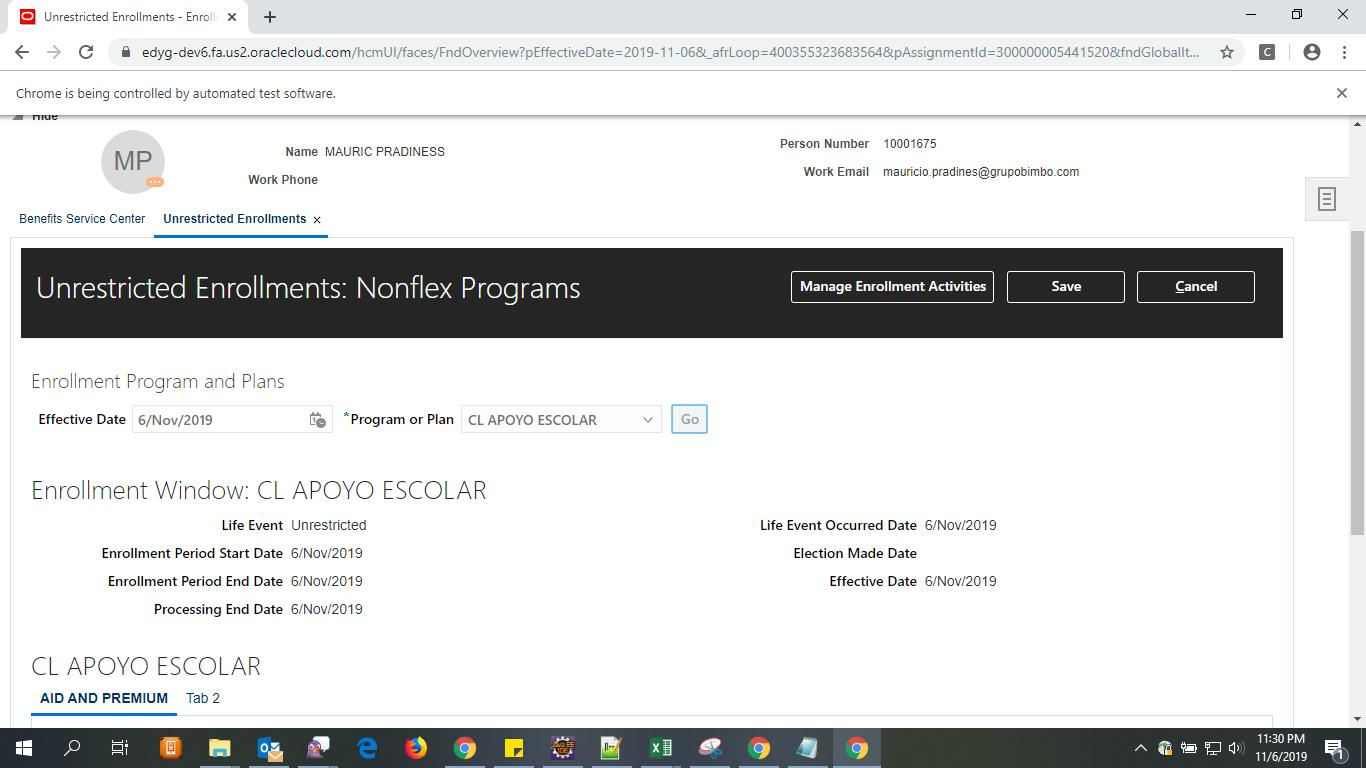 Unrestricted Enrollments - Enroll
edyg-dev6.fa.us2.oraclecloud.com/hcmUI/faces/FndOverview?pEffectiveDate=2019-11-06&_afrLoop=400355323683564&pAssignmentId=300000005441520&fndGlobalIt...
C
Chrome is being controlled by automated test software.
Hide
MP
Name MAURIC PRADINESS
Person Number 10001675
Work Phone
Work Email mauricio.pradines@grupobimbo.com
Benefits Service Center Unrestricted Enrollments
Unrestricted Enrollments: Nonflex Programs
Manage Enrollment Activities Save Cancel
Enrollment Program and Plans
Effective Date 6/Nov/2019 *Program or Plan CL APOYO ESCOLAR Go
Enrollment Window: CL APOYO ESCOLAR
Life Event Unrestricted
Life Event Occurred Date 6/Nov/2019
Enrollment Period Start Date 6/Nov/2019
Election Made Date
Enrollment Period End Date 6/Nov/2019
Effective Date 6/Nov/2019
Processing End Date 6/Nov/2019
CL APOYO ESCOLAR
AID AND PREMIUM Tab 2
11:30 PM
11/6/2019
1